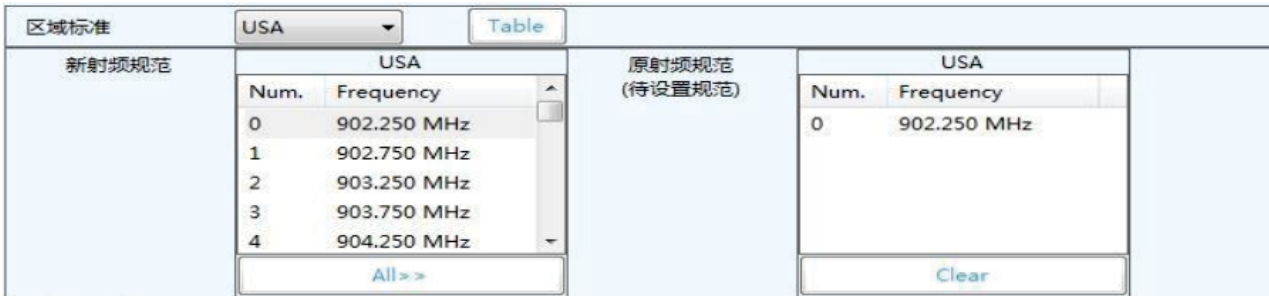 区域标准 USA Table
新射频规范 USA 原射频规范 USA
(待设置规范)
Num. Frequency Num. Frequency
0 902.250 MHz 0 902.250 MHz
1 902.750 MHz
2 903.250 MHz
3 903.750 MHz
4 904.250 MHz
All>> Clear